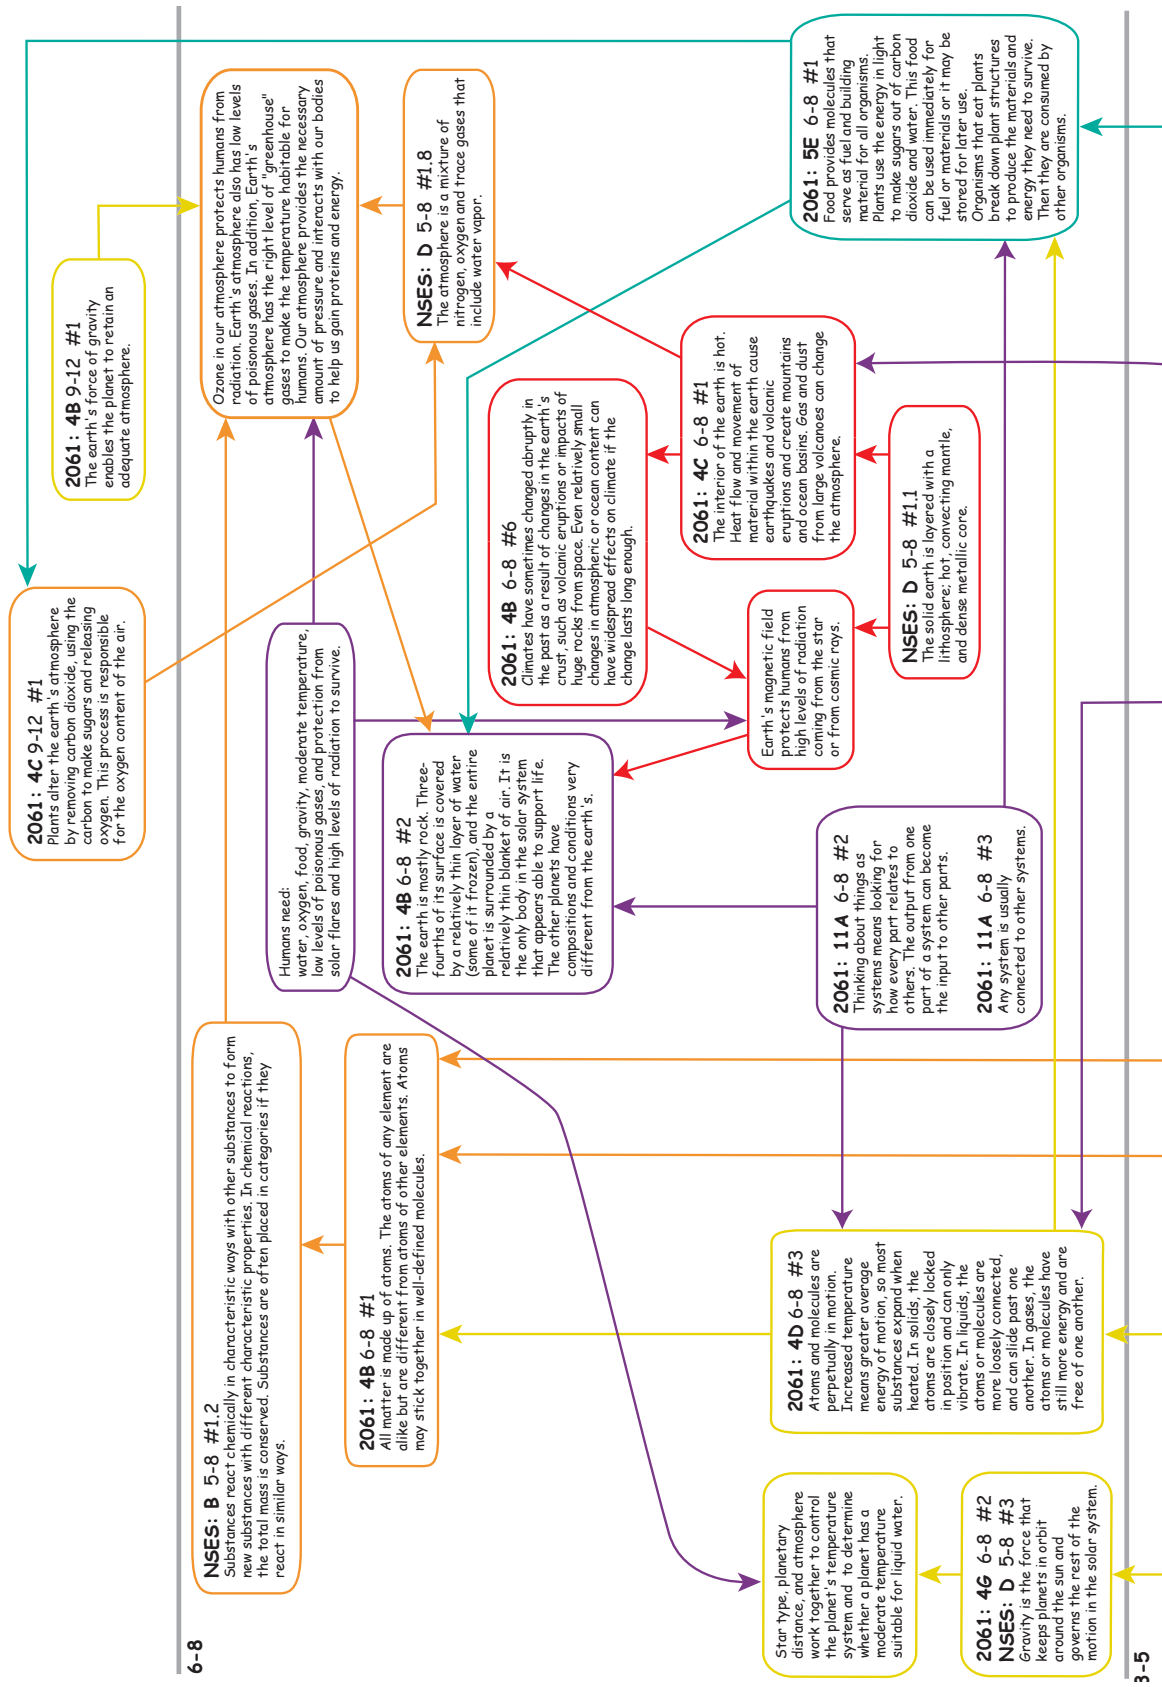 2061: 4C 9-12 #1
Plants alter the earth's atmosphere
by removing carbon dioxide, using the
carbon to make sugars and releasing
oxygen. This process is responsible
for the oxygen content of the air.
2061: 4B 9-12 #1
The earth's force of gravity
enables the planet to retain an
adequate atmosphere.
6-8
NSES: B 5-8 #1.2
Substances react chemically in characteristic ways with other substances to form
new substances with different characteristic properties. In chemical reactions,
the total mass is conserved. Substances are often placed in categories if they
react in similar ways.
Ozone in our atmosphere protects humans from
radiation. Earth's atmosphere also has low levels
of poisonous gases. In addition, Earth's
atmosphere has the right level of "greenhouse"
gases to make the temperature habitable for
humans. Our atmosphere provides the necessary
amount of pressure and interacts with our bodies
to help us gain proteins and energy.
Humans need:
water, oxygen, food, gravity, moderate temperature,
low levels of poisonous gases, and protection from
solar flares and high levels of radiation to survive.
2061: 4B 6-8 #1
All matter is made up of atoms. The atoms of any element are
alike but are different from atoms of other elements. Atoms
may stick together in well-defined molecules.
2061: 4B 6-8 #2
The earth is mostly rock. Three-
fourths of its surface is covered
by a relatively thin layer of water
(some of it frozen), and the entire
planet is surrounded by a
relatively thin blanket of air. It is
the only body in the solar system
that appears able to support life.
The other planets have
compositions and conditions very
different from the earth's.
NSES: D 5-8 #1.8
The atmosphere is a mixture of
nitrogen, oxygen and trace gases that
include water vapor.
2061: 4B 6-8 #6
Climates have sometimes changed abruptly in
the past as a result of changes in the earth's
crust, such as volcanic eruptions or impacts of
huge rocks from space. Even relatively small
changes in atmospheric or ocean content can
have widespread effects on climate if the
change lasts long enough.
2061: 4C 6-8 #1
The interior of the earth is hot.
Heat flow and movement of
material within the earth cause
earthquakes and volcanic
eruptions and create mountains
and ocean basins. Gas and dust
from large volcanoes can change
the atmosphere.
Earth's magnetic field
protects humans from
high levels of radiation
coming from the star
or from cosmic rays.
NSES: D 5-8 #1.1
The solid earth is layered with a
lithosphere; hot, convecting mantle,
and dense metallic core.
Star type, planetary
distance, and atmosphere
work together to control
the planet's temperature
system and to determine
whether a planet has a
moderate temperature
suitable for liquid water.
2061: 4D 6-8 #3
Atoms and molecules are
perpetually in motion.
Increased temperature
means greater average
energy of motion, so most
substances expand when
heated. In solids, the
atoms are closely locked
in position and can only
vibrate. In liquids, the
atoms or molecules are
more loosely connected,
and can slide past one
another. In gases, the
atoms or molecules have
still more energy and are
free of one another.
2061: 11A 6-8 #2
Thinking about things as
systems means looking for
how every part relates to
others. The output from one
part of a system can become
the input to other parts.
2061: 11A 6-8 #3
Any system is usually
connected to other systems.
2061: 5E 6-8 #1
Food provides molecules that
serve as fuel and building
material for all organisms.
Plants use the energy in light
to make sugars out of carbon
dioxide and water. This food
can be used immediately for
fuel or materials or it may be
stored for later use.
Organisms that eat plants
break down plant structures
to produce the materials and
energy they need to survive.
Then they are consumed by
other organisms.
2061: 4G 6-8 #2
NSES: D 5-8 #3
Gravity is the force that
keeps planets in orbit
around the sun and
governs the rest of the
motion in the solar system.
3-5